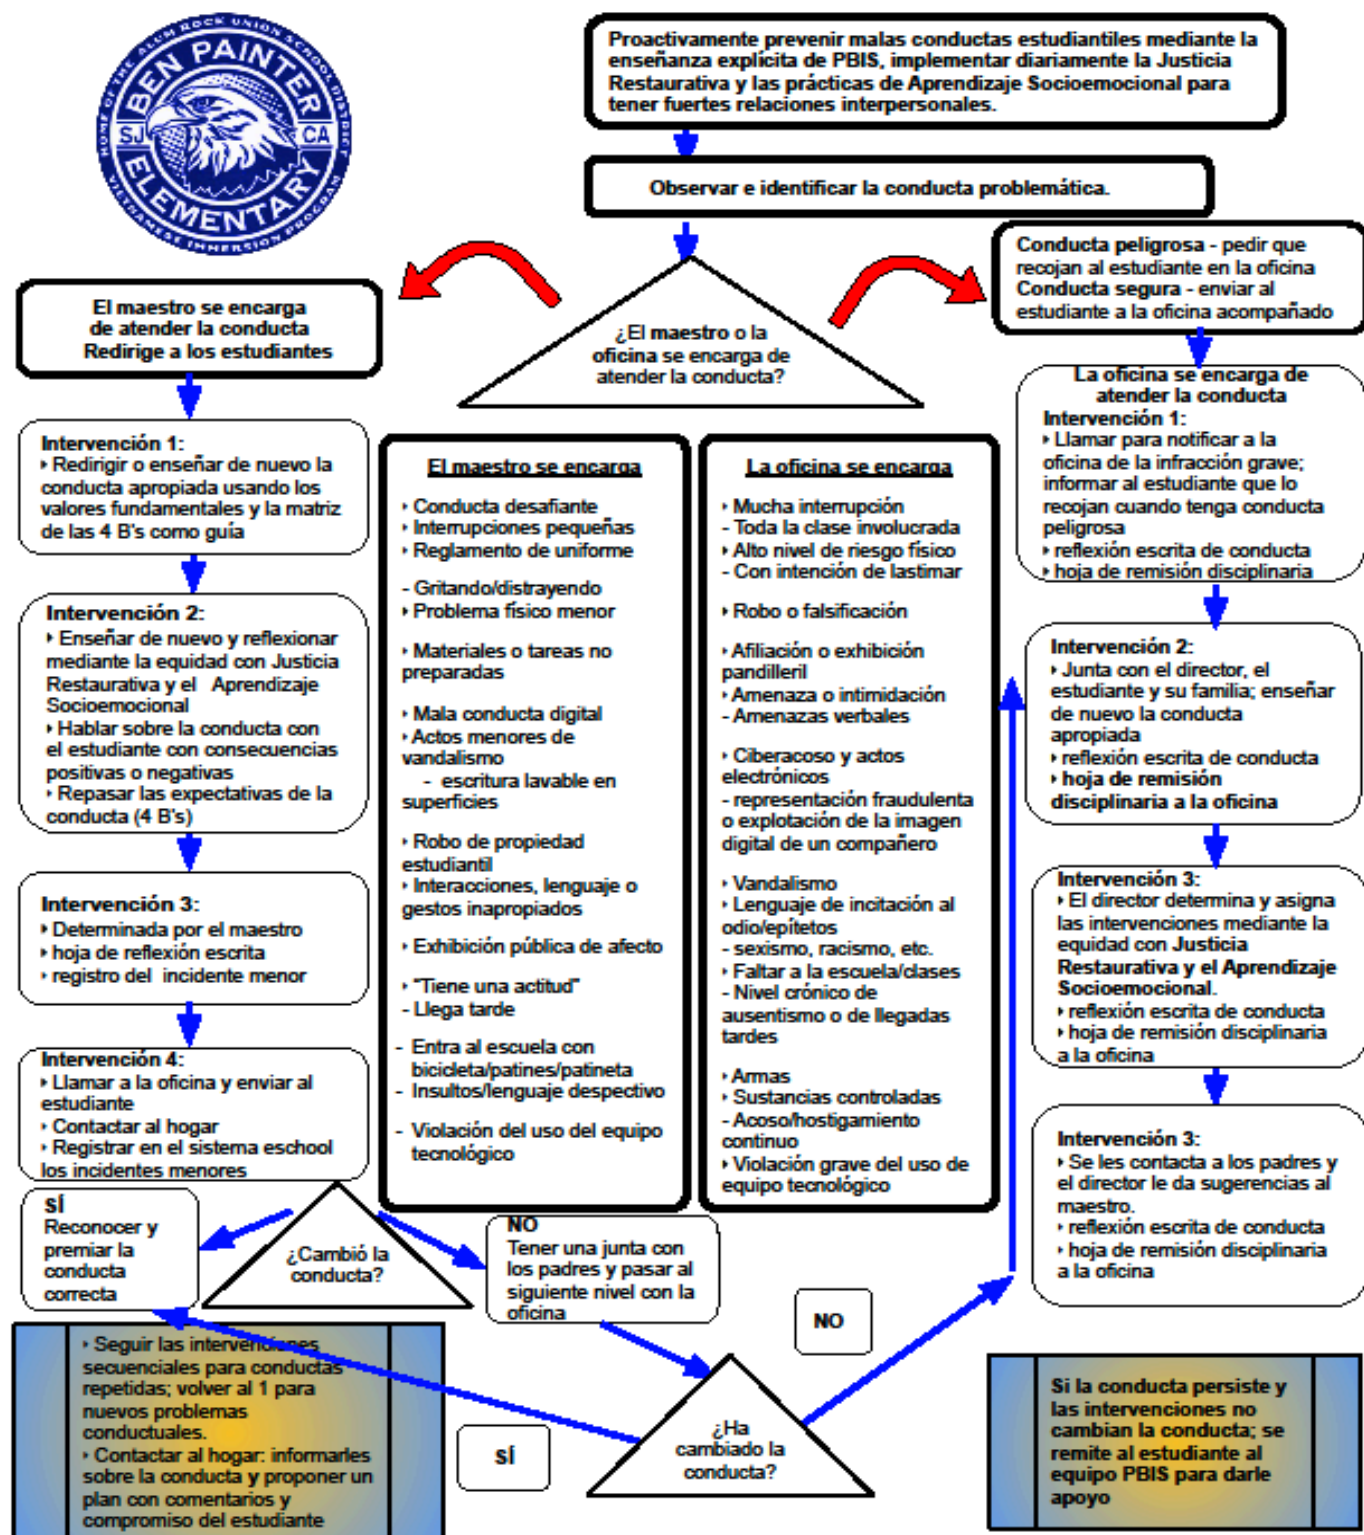 HOME OF THE ALUM ROCK UNION SCHOOL DISTRICT
BEN PAINTER
SJ CA
ELEMENTARY
VIETNAMESE IMMERSION PROGRAM
Proactivamente prevenir malas conductas estudiantiles mediante la
enseñanza explícita de PBIS, implementar diariamente la Justicia
Restaurativa y las prácticas de Aprendizaje Socioemocional para
tener fuertes relaciones interpersonales.
Observar e identificar la conducta problemática.
¿El maestro o la
oficina se encarga de
atender la conducta?
El maestro se encarga
de atender la conducta
Redirige a los estudiantes
Intervención 1:
‣ Redirigir o enseñar de nuevo la
conducta apropiada usando los
valores fundamentales y la matriz
de las 4 B's como guía
Intervención 2:
‣ Enseñar de nuevo y reflexionar
mediante la equidad con Justicia
Restaurativa y el Aprendizaje
Socioemocional
‣ Hablar sobre la conducta con
el estudiante con consecuencias
positivas o negativas
‣ Repasar las expectativas de la
conducta (4 B's)
Intervención 3:
‣ Determinada por el maestro
‣ hoja de reflexión escrita
‣ registro del incidente menor
Intervención 4:
‣ Llamar a la oficina y enviar al
estudiante
‣ Contactar al hogar
‣ Registrar en el sistema eschool
los incidentes menores
El maestro se encarga
‣ Conducta desafiante
‣ Interrupciones pequeñas
‣ Reglamento de uniforme
- Gritando/distrayendo
‣ Problema físico menor
‣ Materiales o tareas no
preparadas
‣ Mala conducta digital
‣ Actos menores de
vandalismo
- escritura lavable en
superficies
‣ Robo de propiedad
estudiantil
‣ Interacciones, lenguaje o
gestos inapropiados
‣ Exhibición pública de afecto
‣ "Tiene una actitud"
- Llega tarde
- Entra al escuela con
bicicleta/patines/patineta
- Insultos/lenguaje despectivo
- Violación del uso del equipo
tecnológico
La oficina se encarga
‣ Mucha interrupción
- Toda la clase involucrada
‣ Alto nivel de riesgo físico
- Con intención de lastimar
‣ Robo o falsificación
‣ Afiliación o exhibición
pandilleril
‣ Amenaza o intimidación
- Amenazas verbales
‣ Ciberacoso y actos
electrónicos
- representación fraudulenta
o explotación de la imagen
digital de un compañero
‣ Vandalismo
‣ Lenguaje de incitación al
odio/epítetos
- sexismo, racismo, etc.
‣ Faltar a la escuela/clases
- Nivel crónico de
ausentismo o de llegadas
tardes
‣ Armas
‣ Sustancias controladas
- Acoso/hostigamiento
continuo
‣ Violación grave del uso de
equipo tecnológico
Conducta peligrosa - pedir que
recojan al estudiante en la oficina
Conducta segura - enviar al
estudiante a la oficina acompañado
La oficina se encarga de
atender la conducta
Intervención 1:
‣ Llamar para notificar a la
oficina de la infracción grave;
informar al estudiante que lo
recojan cuando tenga conducta
peligrosa
‣ reflexión escrita de conducta
‣ hoja de remisión disciplinaria
Intervención 2:
‣ Junta con el director, el
estudiante y su familia; enseñar
de nuevo la conducta
apropiada
‣ reflexión escrita de conducta
‣ hoja de remisión
disciplinaria a la oficina
Intervención 3:
‣ El director determina y asigna
las intervenciones mediante la
equidad con Justicia
Restaurativa y el Aprendizaje
Socioemocional.
‣ reflexión escrita de conducta
‣ hoja de remisión disciplinaria
a la oficina
Intervención 3:
‣ Se les contacta a los padres y
el director le da sugerencias al
maestro.
‣ reflexión escrita de conducta
‣ hoja de remisión disciplinaria
a la oficina
SÍ
Reconocer y
premiar la
conducta
correcta
¿Cambió la
conducta?
NO
Tener una junta con
los padres y pasar al
siguiente nivel con la
oficina
NO
‣ Seguir las intervenciones
secuenciales para conductas
repetidas; volver al 1 para
nuevos problemas
conductuales.
‣ Contactar al hogar: informarles
sobre la conducta y proponer un
plan con comentarios y
compromiso del estudiante
SÍ
¿Ha
cambiado la
conducta?
Si la conducta persiste y
las intervenciones no
cambian la conducta; se
remite al estudiante al
equipo PBIS para darle
apoyo